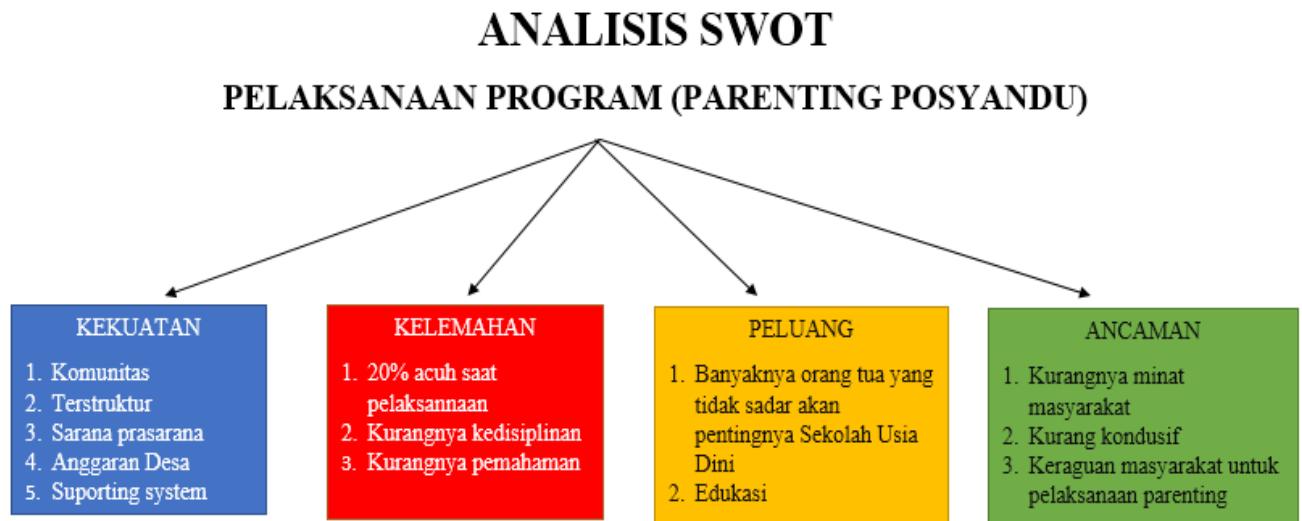 ANALISIS SWOT
PELAKSANAAN PROGRAM (PARENTING POSYANDU)
KEKUATAN
1. Komunitas
2. Terstruktur
3. Sarana prasarana
4. Anggaran Desa
5. Suporting system
KELEMAHAN
1. 20% acuh saat
pelaksannaan
2. Kurangnya kedisiplinan
3. Kurangnya pemahaman
PELUANG
1. Banyaknya orang tua yang
tidak sadar akan
pentingnya Sekolah Usia
Dini
2. Edukasi
ANCAMAN
1. Kurangnya minat
masyarakat
2. Kurang kondusif
3. Keraguan masyarakat untuk
pelaksanaan parenting